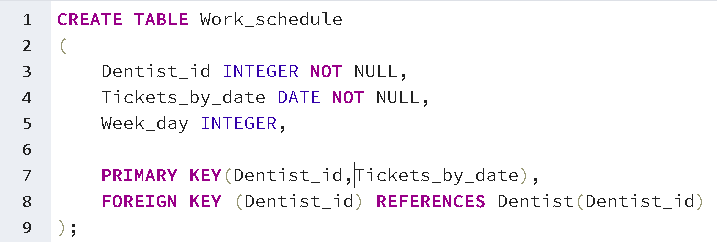 1 CREATE TABLE Work_schedule
2 (
3 Dentist_id INTEGER NOT NULL,
4 Tickets_by_date DATE NOT NULL,
5 Week_day INTEGER,
6
7 PRIMARY KEY(Dentist_id,Tickets_by_date),
8 FOREIGN KEY (Dentist_id) REFERENCES Dentist(Dentist_id)
9 );